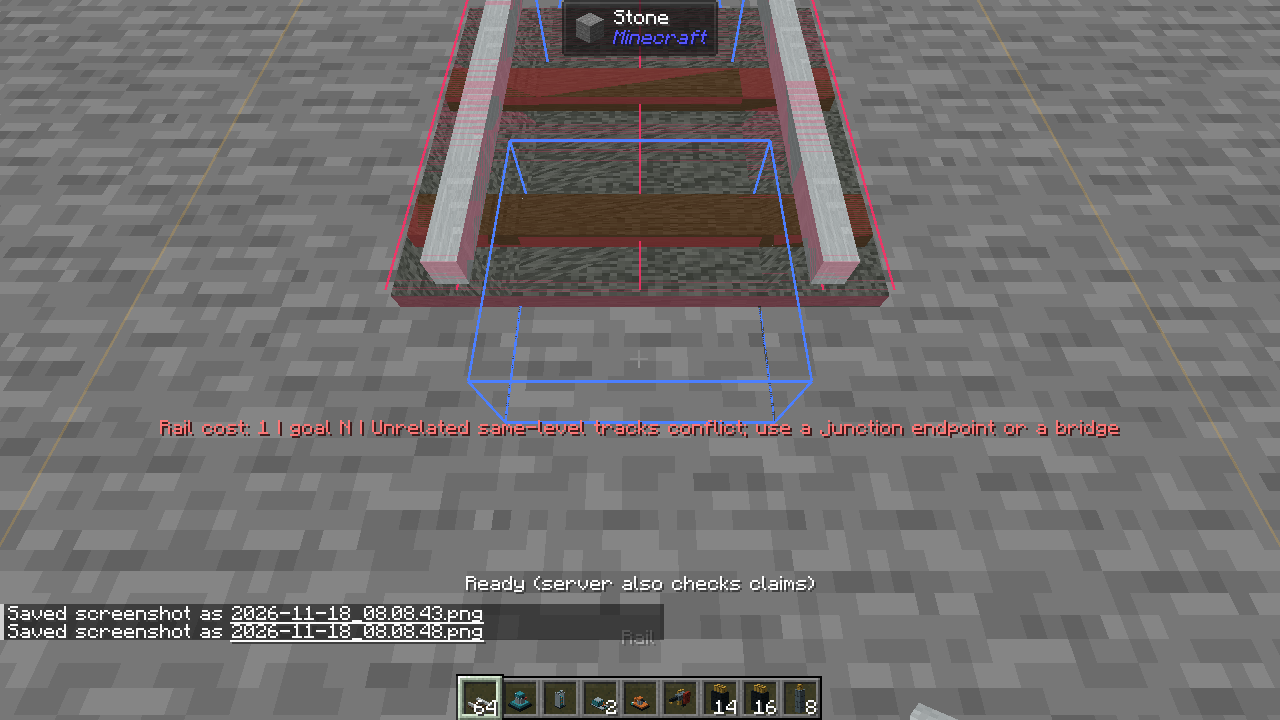 Stone
Minecraft
Rail cost: 1 | goal N | Unrelated same-level tracks conflict; use a junction endpoint or a bridge
Ready (server also checks claims)
Saved screenshot as 2026-11-18_08.08.43.png
Saved screenshot as 2026-11-18_08.08.48.png
Rail
64 2 14 16 8